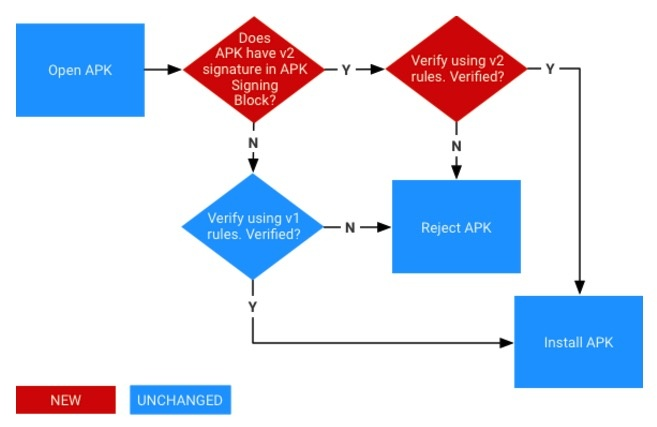 Open APK
Does
APK have v2
signature in APK
Signing
Block?
Y
Verify using v2
rules. Verified?
Y
N
N
Verify using v1
rules. Verified?
N
Reject APK
Y
Install APK
NEW
UNCHANGED